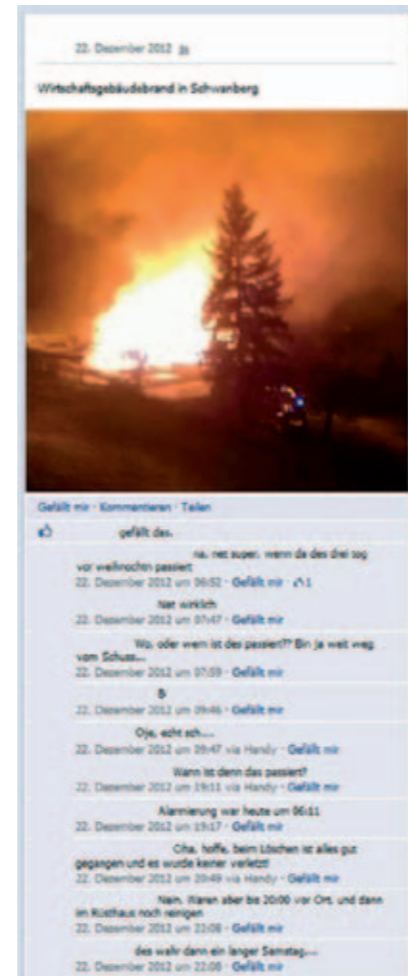 22. Dezember 2012
Wirtschaftsgebäudebrand in Schwanberg
Gefällt mir · Kommentieren · Teilen
gefällt das.
na, net super, wenn da des drei tog
vor weihnochtn passiert
22. Dezember 2012 um 06:52 · Gefällt mir · 1
Net wirklich
22. Dezember 2012 um 07:47 · Gefällt mir
Wo, oder wem ist des passiert?? Bin ja weit weg
vom Schuss...
22. Dezember 2012 um 07:59 · Gefällt mir
22. Dezember 2012 um 09:46 · Gefällt mir
Oje, echt sch....
22. Dezember 2012 um 09:47 via Handy · Gefällt mir
Wann ist denn das passiert?
22. Dezember 2012 um 19:11 via Handy · Gefällt mir
Alarmierung war heute um 06:11
22. Dezember 2012 um 19:17 · Gefällt mir
Oha, hoffe, beim Löschen ist alles gut
gegangen und es wurde keiner verletzt!
22. Dezember 2012 um 20:49 via Handy · Gefällt mir
Nein. Waren aber bis 20:00 vor Ort, und dann
im Rüsthaus noch reinigen
22. Dezember 2012 um 22:08 · Gefällt mir
des wahr dann ein langer Samstag....
22. Dezember 2012 um 22:08 · Gefällt mir